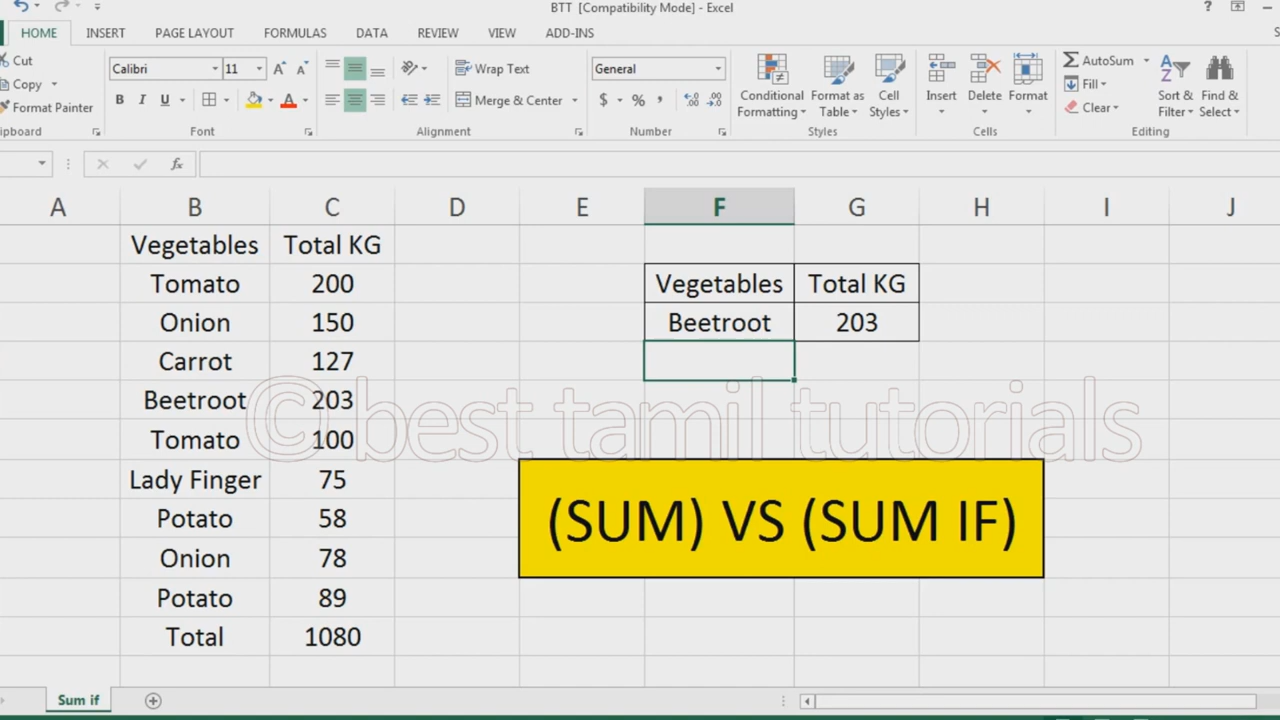 BTT [Compatibility Mode] - Excel
?
HOME INSERT PAGE LAYOUT FORMULAS DATA REVIEW VIEW ADD-INS
Cut
Copy
Format Painter
Calibri 11
B I U
Wrap Text
Merge & Center
General
$ % ,
Conditional Formatting
Format as Table
Cell Styles
Insert
Delete
Format
AutoSum
Fill
Clear
Sort & Filter
Find & Select
Font Alignment Number Styles Cells Editing
fx
A B C D E F G H I J
Vegetables Total KG
Tomato 200 Vegetables Total KG
Onion 150 Beetroot 203
Carrot 127
Beetroot 203
Tomato 100
©best tamil tutorials
Lady Finger 75
Potato 58
(SUM) VS (SUM IF)
Onion 78
Potato 89
Total 1080
Sum if